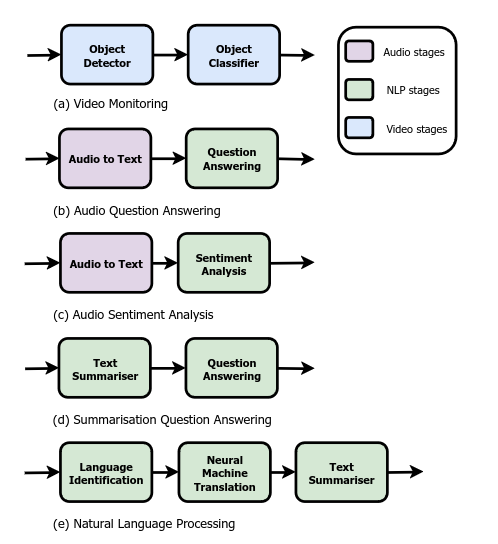 Object
Detector
Object
Classifier
(a) Video Monitoring
Audio to Text
Question
Answering
(b) Audio Question Answering
Audio to Text
Sentiment
Analysis
(c) Audio Sentiment Analysis
Text
Summariser
Question
Answering
(d) Summarisation Question Answering
Language
Identification
Neural
Machine
Translation
Text
Summariser
(e) Natural Language Processing
Audio stages
NLP stages
Video stages